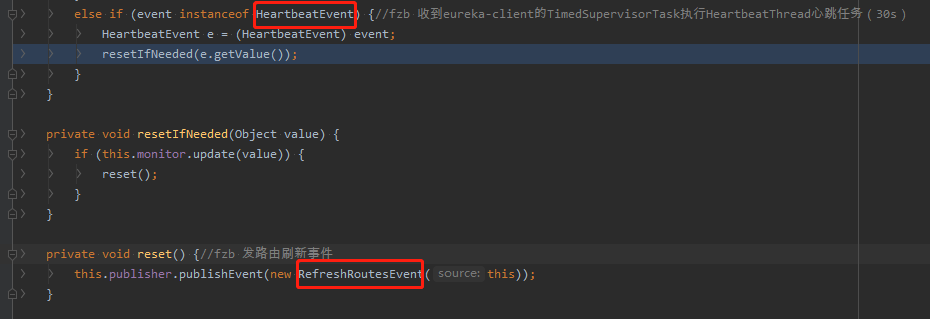 else if (event instanceof HeartbeatEvent) {//fzb 收到eureka-client的TimedSupervisorTask执行HeartbeatThread心跳任务(30s)
HeartbeatEvent e = (HeartbeatEvent) event;
resetIfNeeded(e.getValue());
}
}
private void resetIfNeeded(Object value) {
if (this.monitor.update(value)) {
reset();
}
}
private void reset() {//fzb 发路由刷新事件
this.publisher.publishEvent(new RefreshRoutesEvent( source: this));
}